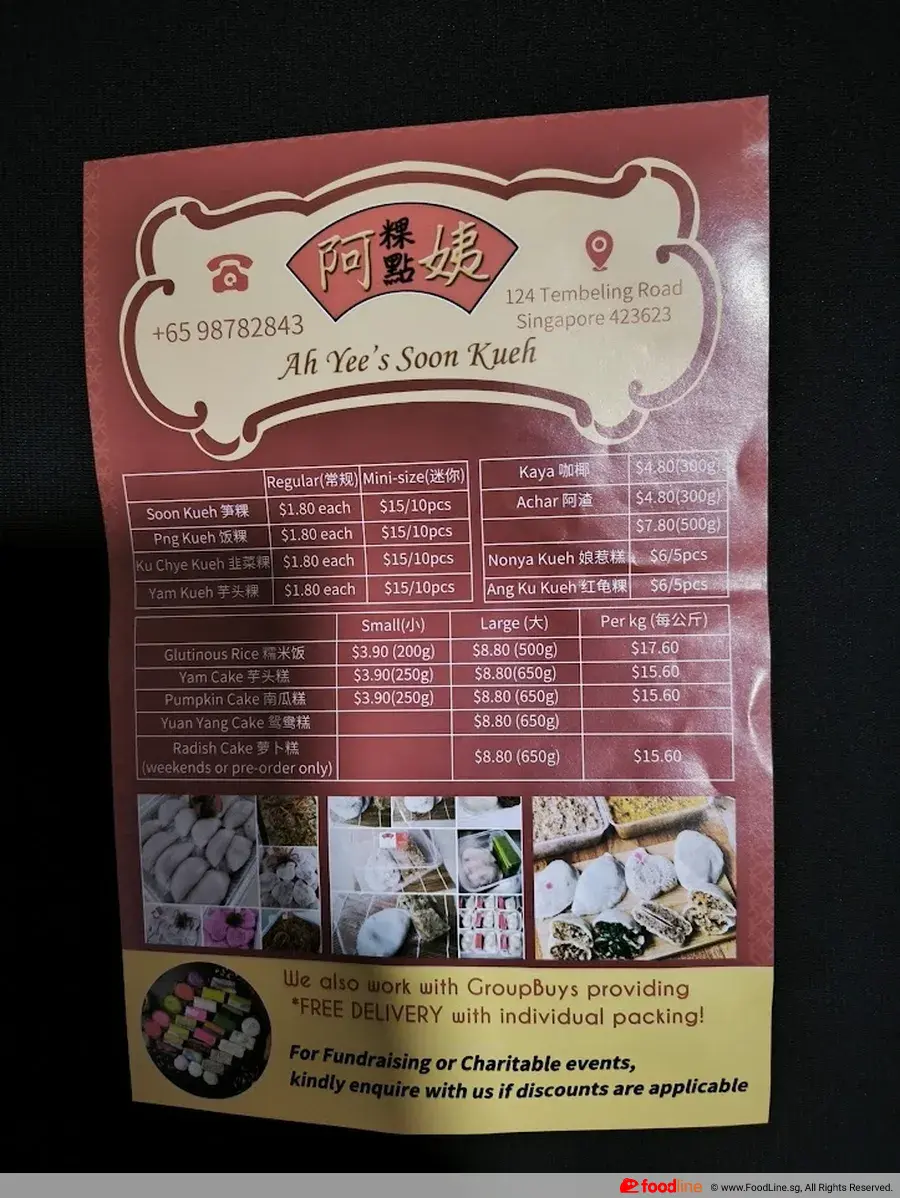 阿粿點姨
+65 98782843
124 Tembeling Road
Singapore 423623
Ah Yee's Soon Kueh
Regular(常规) Mini-size(迷你)
Soon Kueh 笋粿 $1.80 each $15/10pcs
Png Kueh 饭粿 $1.80 each $15/10pcs
Ku Chye Kueh 韭菜粿 $1.80 each $15/10pcs
Yam Kueh 芋头粿 $1.80 each $15/10pcs
Kaya 咖椰 $4.80(300g)
Achar 阿渣 $4.80(300g)
$7.80(500g)
Nonya Kueh 娘惹糕 $6/5pcs
Ang Ku Kueh 红龟粿 $6/5pcs
Small(小) Large (大) Per kg (每公斤)
Glutinous Rice 糯米饭 $3.90 (200g) $8.80 (500g) $17.60
Yam Cake 芋头糕 $3.90(250g) $8.80(650g) $15.60
Pumpkin Cake 南瓜糕 $3.90(250g) $8.80 (650g) $15.60
Yuan Yang Cake 鸳鸯糕 $8.80 (650g)
Radish Cake 萝卜糕 $8.80 (650g) $15.60
(weekends or pre-order only)
We also work with GroupBuys providing
*FREE DELIVERY with individual packing!
For Fundraising or Charitable events,
kindly enquire with us if discounts are applicable
foodline © www.FoodLine.sg, All Rights Reserved.